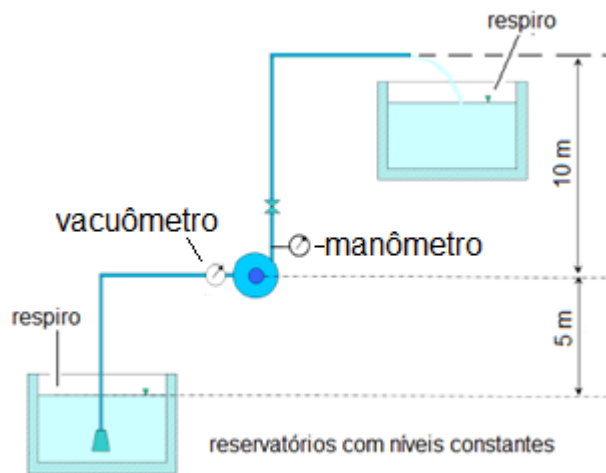 respiro
10 m
vacuômetro
-manômetro
respiro
5 m
reservatórios com níveis constantes